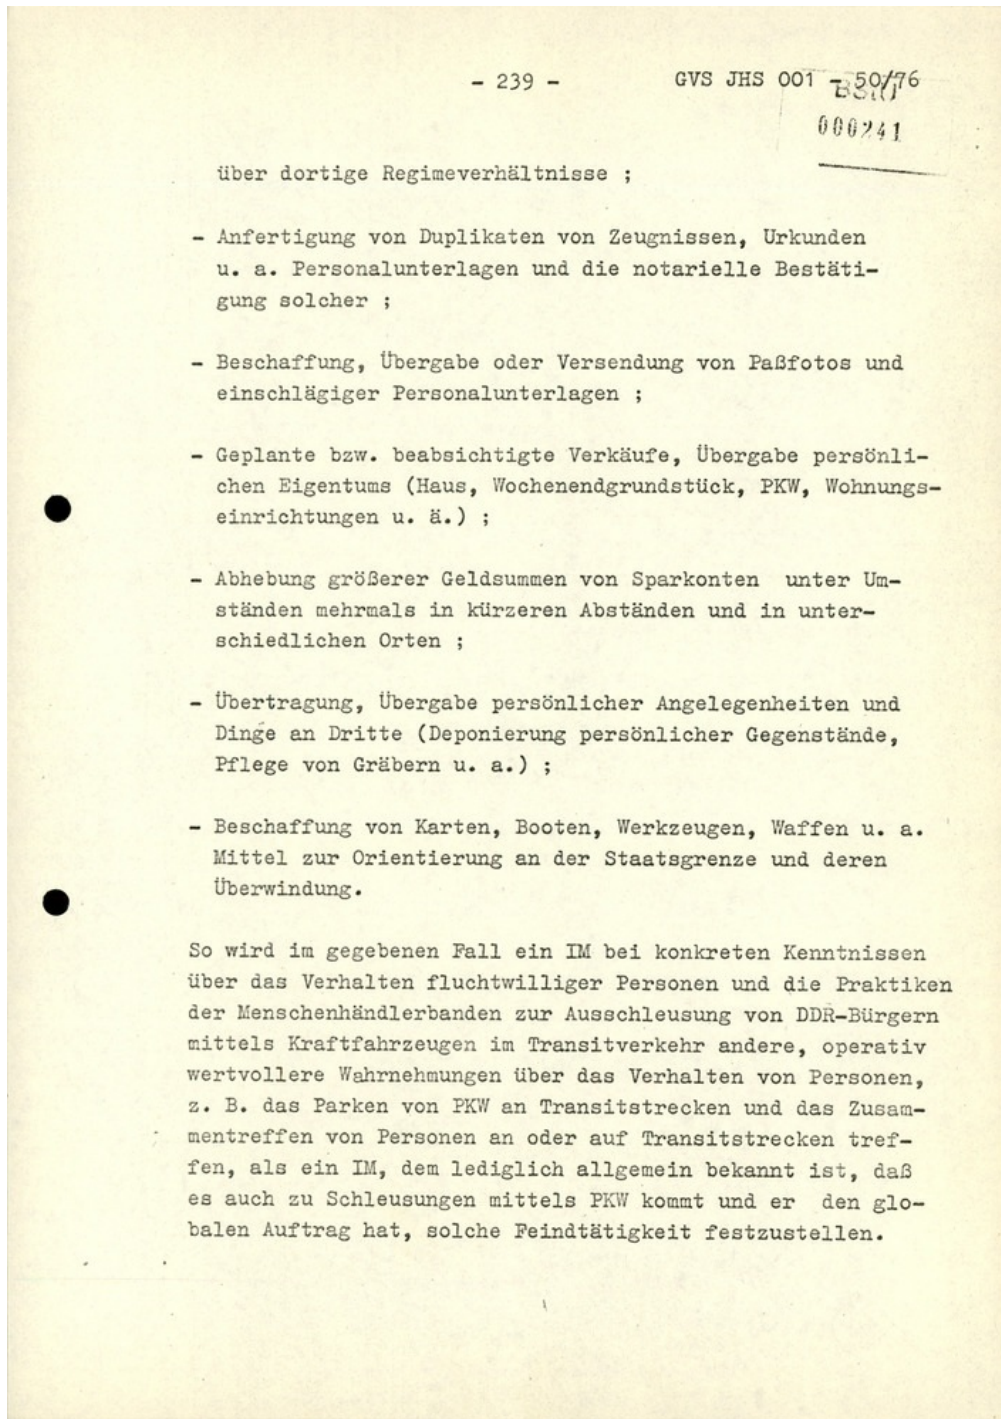 - 239 -
GVS JHS 001 - 50/76
BStU
000241
über dortige Regimeverhältnisse ;
- Anfertigung von Duplikaten von Zeugnissen, Urkunden
u. a. Personalunterlagen und die notarielle Bestäti-
gung solcher ;
- Beschaffung, Übergabe oder Versendung von Paßfotos und
einschlägiger Personalunterlagen ;
- Geplante bzw. beabsichtigte Verkäufe, Übergabe persönli-
chen Eigentums (Haus, Wochenendgrundstück, PKW, Wohnungs-
einrichtungen u. ä.) ;
- Abhebung größerer Geldsummen von Sparkonten unter Um-
ständen mehrmals in kürzeren Abständen und in unter-
schiedlichen Orten ;
- Übertragung, Übergabe persönlicher Angelegenheiten und
Dinge an Dritte (Deponierung persönlicher Gegenstände,
Pflege von Gräbern u. a.) ;
- Beschaffung von Karten, Booten, Werkzeugen, Waffen u. a.
Mittel zur Orientierung an der Staatsgrenze und deren
Überwindung.
So wird im gegebenen Fall ein IM bei konkreten Kenntnissen
über das Verhalten fluchtwilliger Personen und die Praktiken
der Menschenhändlerbanden zur Ausschleusung von DDR-Bürgern
mittels Kraftfahrzeugen im Transitverkehr andere, operativ
wertvollere Wahrnehmungen über das Verhalten von Personen,
z. B. das Parken von PKW an Transitstrecken und das Zusam-
mentreffen von Personen an oder auf Transitstrecken tref-
fen, als ein IM, dem lediglich allgemein bekannt ist, daß
es auch zu Schleusungen mittels PKW kommt und er den glo-
balen Auftrag hat, solche Feindtätigkeit festzustellen.